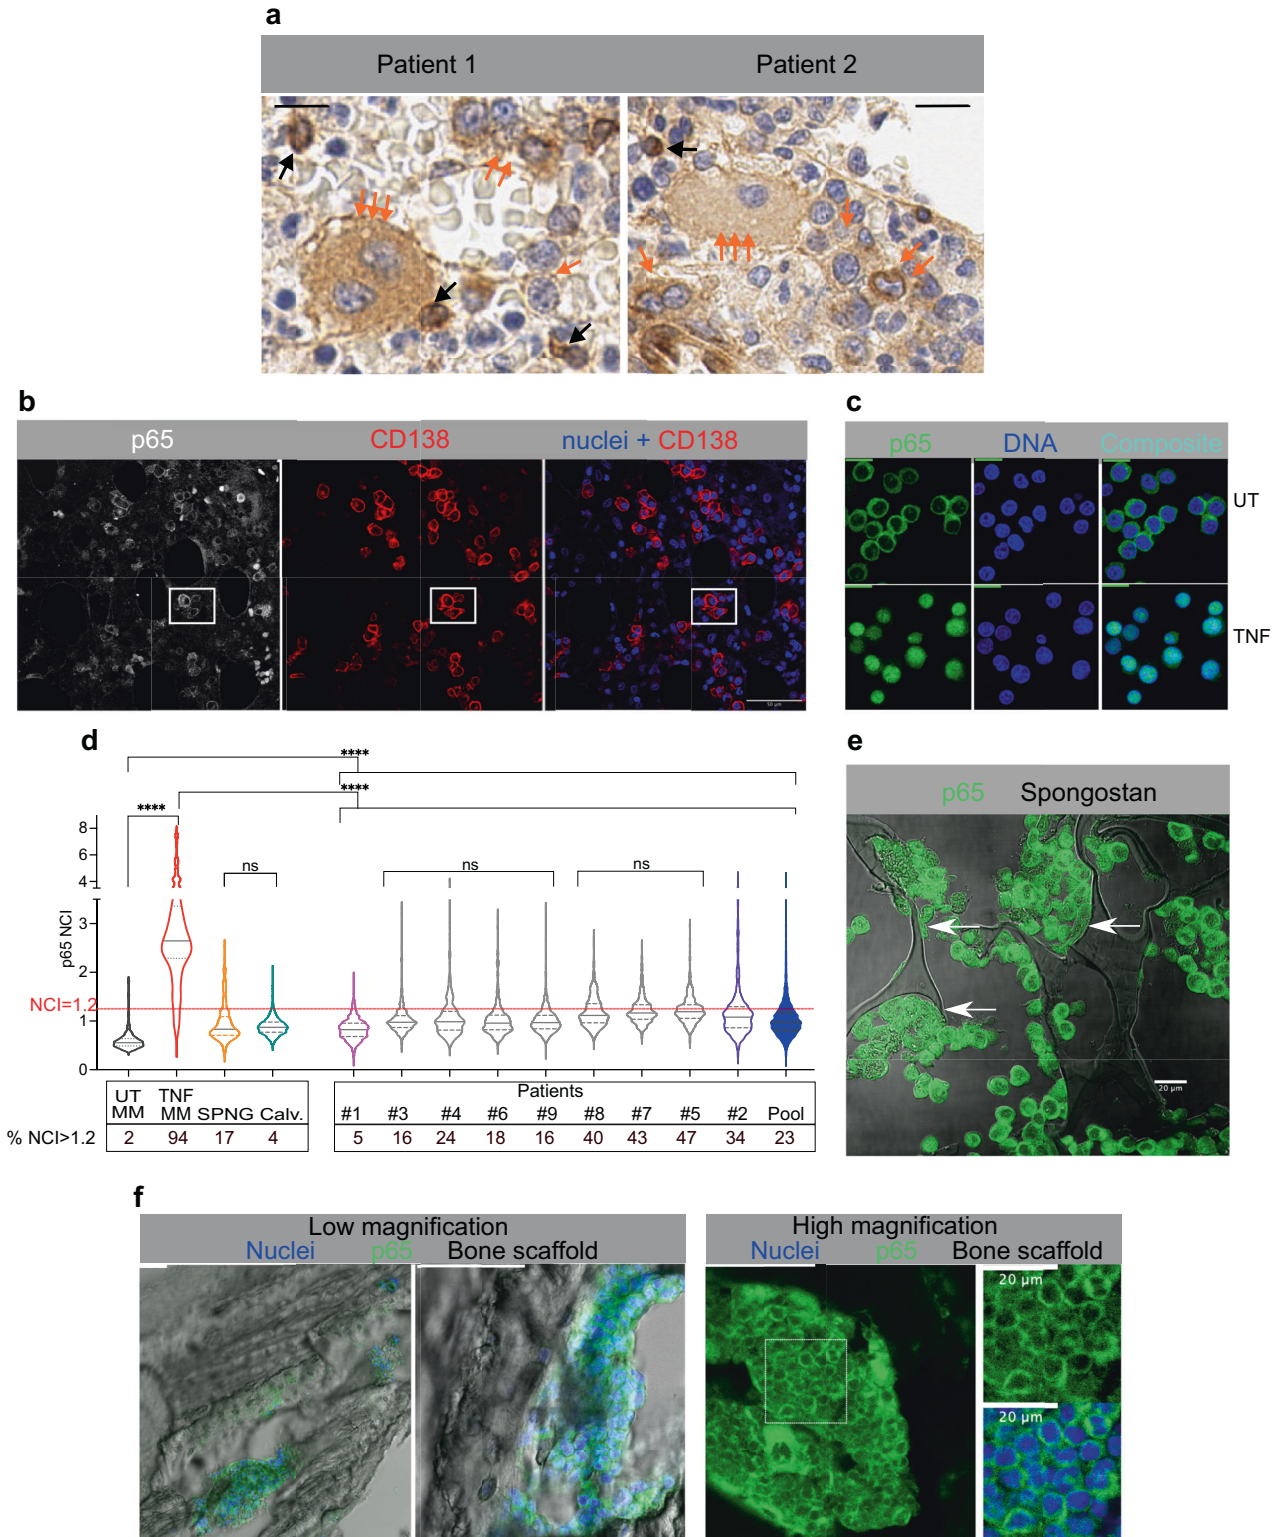 a
Patient 1 Patient 2
b
p65 CD138 nuclei + CD138
50 µm
c
p65 DNA Composite
UT
TNF
d
****
****
****
ns
ns
ns
p65 NCI
8
6
4
3
2
1
0
NCI=1.2
UT MM TNF MM SPNG Calv.
Patients
#1 #3 #4 #6 #9 #8 #7 #5 #2 Pool
% NCI>1.2 2 94 17 4 5 16 24 18 16 40 43 47 34 23
e
p65 Spongostan
20 µm
f
Low magnification
Nuclei p65 Bone scaffold
High magnification
Nuclei p65 Bone scaffold
20 µm
20 µm